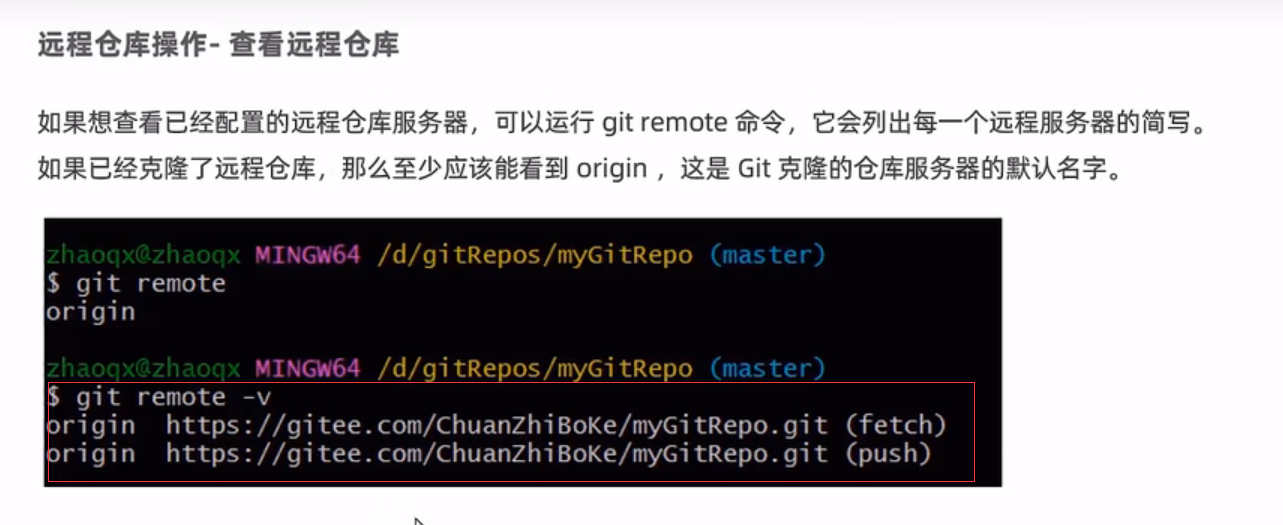 远程仓库操作- 查看远程仓库
如果想查看已经配置的远程仓库服务器，可以运行 git remote 命令，它会列出每一个远程服务器的简写。
如果已经克隆了远程仓库，那么至少应该能看到 origin ，这是 Git 克隆的仓库服务器的默认名字。
zhaoqx@zhaoqx MINGW64 /d/gitRepos/myGitRepo (master)
$ git remote
origin
zhaoqx@zhaoqx MINGW64 /d/gitRepos/myGitRepo (master)
$ git remote -v
origin  https://gitee.com/ChuanZhiBoKe/myGitRepo.git (fetch)
origin  https://gitee.com/ChuanZhiBoKe/myGitRepo.git (push)